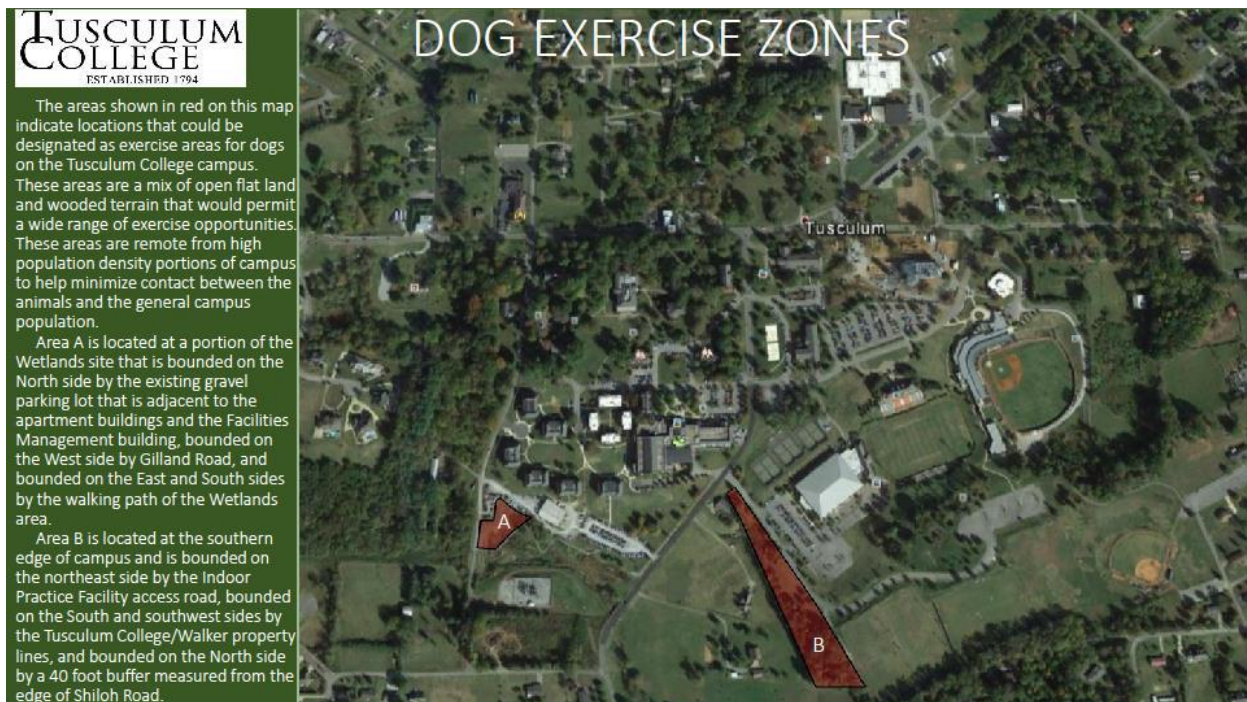 TUSCULUM
COLLEGE
ESTABLISHED 1794
DOG EXERCISE ZONES
The areas shown in red on this map
indicate locations that could be
designated as exercise areas for dogs
on the Tusculum College campus.
These areas are a mix of open flat land
and wooded terrain that would permit
a wide range of exercise opportunities.
These areas are remote from high
population density portions of campus
to help minimize contact between the
animals and the general campus
population.
Area A is located at a portion of the
Wetlands site that is bounded on the
North side by the existing gravel
parking lot that is adjacent to the
apartment buildings and the Facilities
Management building, bounded on
the West side by Gilland Road, and
bounded on the East and South sides
by the walking path of the Wetlands
area.
Area B is located at the southern
edge of campus and is bounded on
the northeast side by the Indoor
Practice Facility access road, bounded
on the South and southwest sides by
the Tusculum College/Walker property
lines, and bounded on the North side
by a 40 foot buffer measured from the
edge of Shiloh Road.
Tusculum
A
B